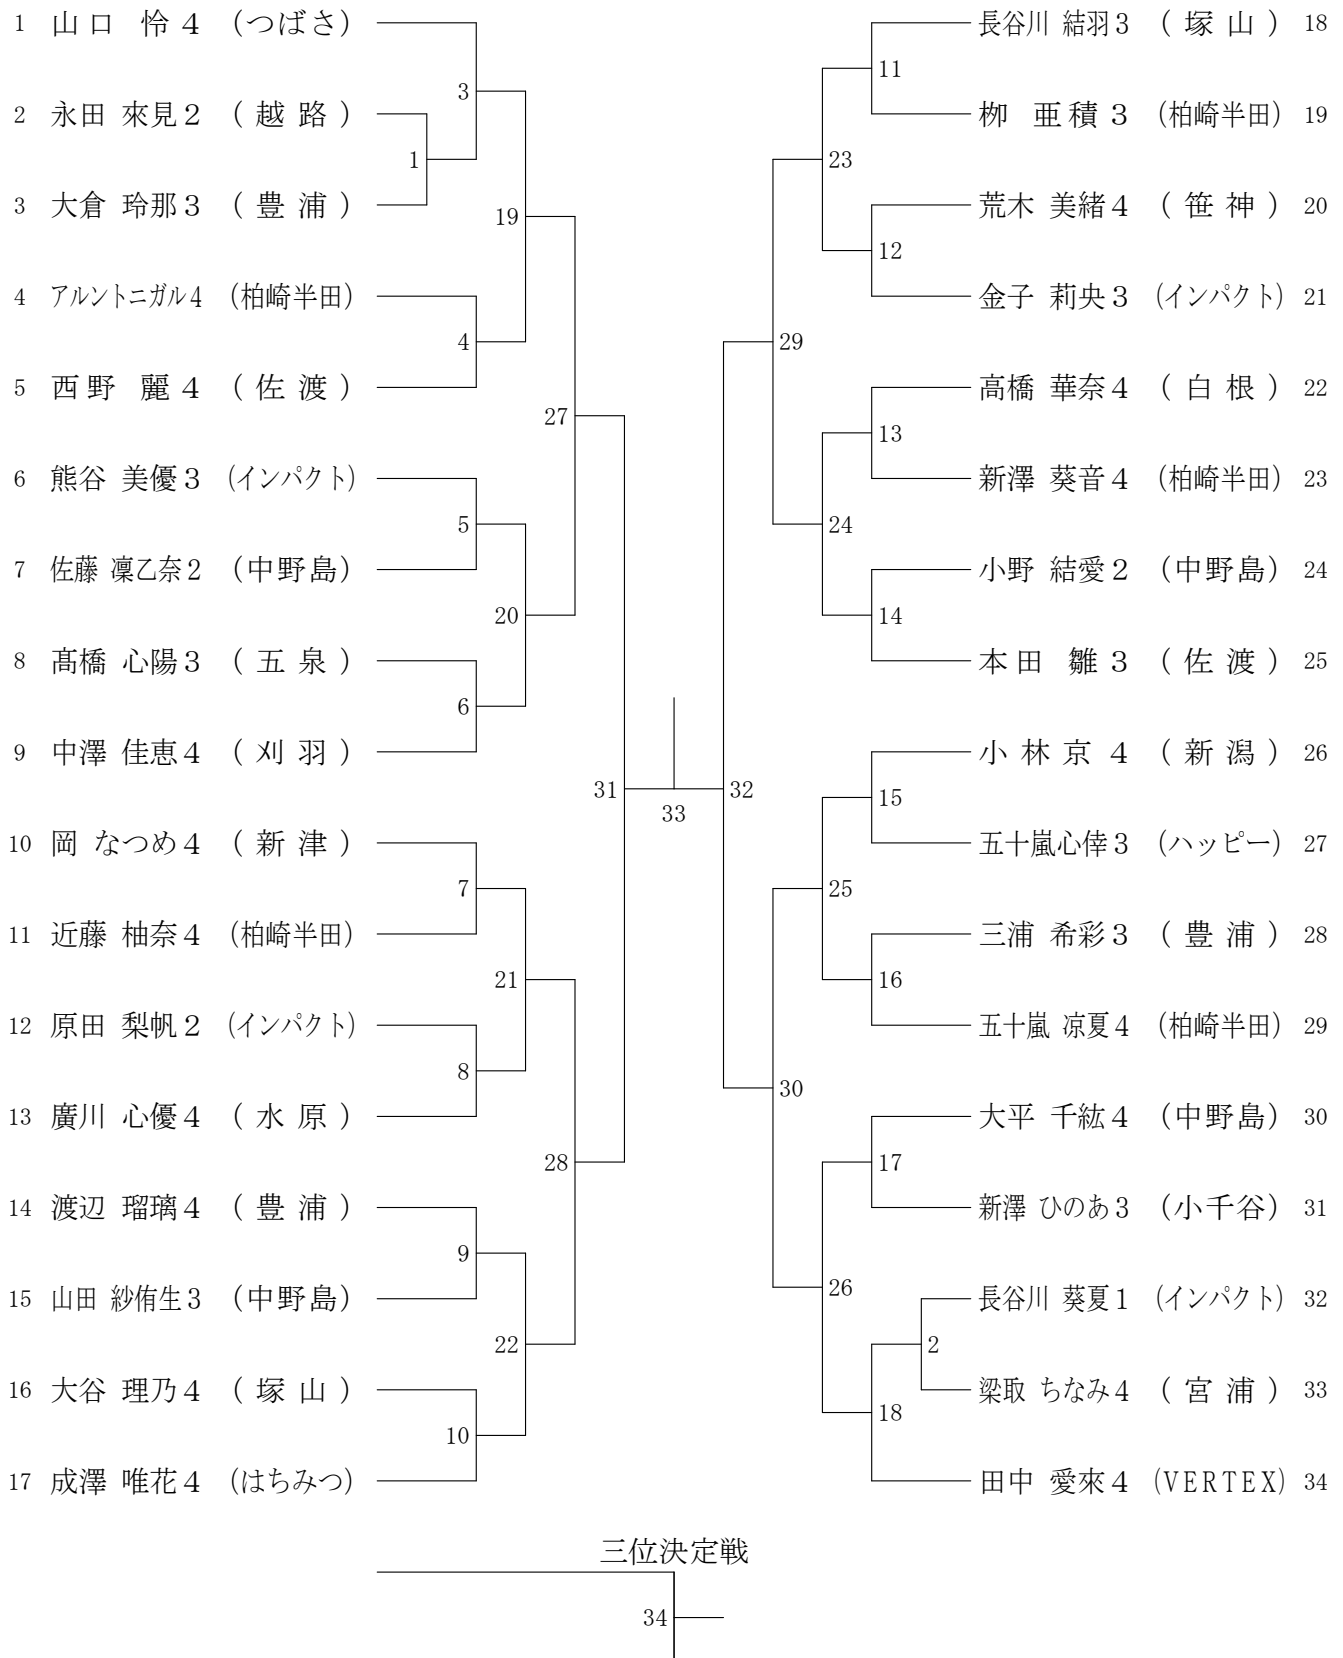 1 山口 怜 4 (つばさ)
2 永田 來見 2 (越路)
3 大倉 玲那 3 (豊浦)
4 アルントニガル 4 (柏崎半田)
5 西野 麗 4 (佐渡)
6 熊谷 美優 3 (インパクト)
7 佐藤 凜乙奈 2 (中野島)
8 髙橋 心陽 3 (五泉)
9 中澤 佳恵 4 (刈羽)
10 岡 なつめ 4 (新津)
11 近藤 柚奈 4 (柏崎半田)
12 原田 梨帆 2 (インパクト)
13 廣川 心優 4 (水原)
14 渡辺 瑠璃 4 (豊浦)
15 山田 紗侑生 3 (中野島)
16 大谷 理乃 4 (塚山)
17 成澤 唯花 4 (はちみつ)
3
1
19
4
27
5
20
6
31
7
21
8
28
9
22
10
33
長谷川 結羽 3 (塚山) 18
栁 亜積 3 (柏崎半田) 19
荒木 美緒 4 (笹神) 20
金子 莉央 3 (インパクト) 21
高橋 華奈 4 (白根) 22
新澤 葵音 4 (柏崎半田) 23
小野 結愛 2 (中野島) 24
本田 雛 3 (佐渡) 25
小林 京 4 (新潟) 26
五十嵐心倖 3 (ハッピー) 27
三浦 希彩 3 (豊浦) 28
五十嵐 凉夏 4 (柏崎半田) 29
大平 千紘 4 (中野島) 30
新澤 ひのあ 3 (小千谷) 31
長谷川 葵夏 1 (インパクト) 32
梁取 ちなみ 4 (宮浦) 33
田中 愛來 4 (VERTEX) 34
11
23
12
29
13
24
14
32
15
25
16
30
17
26
2
18
三位決定戦
34